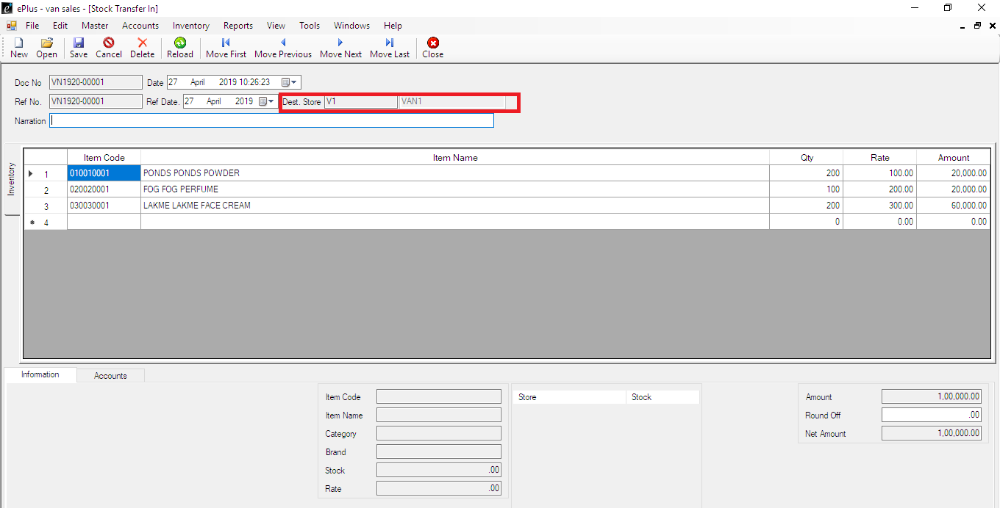 ePlus - van sales - [Stock Transfer In]
File Edit Master Accounts Inventory Reports View Tools Windows Help
New Open Save Cancel Delete Reload Move First Move Previous Move Next Move Last Close
Doc No VN1920-00001 Date 27 April 2019 10:26:23
Ref No. VN1920-00001 Ref Date. 27 April 2019 Dest. Store V1 VAN1
Narration
Inventory
Item Code Item Name Qty Rate Amount
1 010010001 PONDS PONDS POWDER 200 100.00 20,000.00
2 020020001 FOG FOG PERFUME 100 200.00 20,000.00
3 030030001 LAKME LAKME FACE CREAM 200 300.00 60,000.00
4 0 0.00 0.00
Information Accounts
Item Code Store Stock Amount 1,00,000.00
Item Name Round Off .00
Category Net Amount 1,00,000.00
Brand
Stock .00
Rate .00